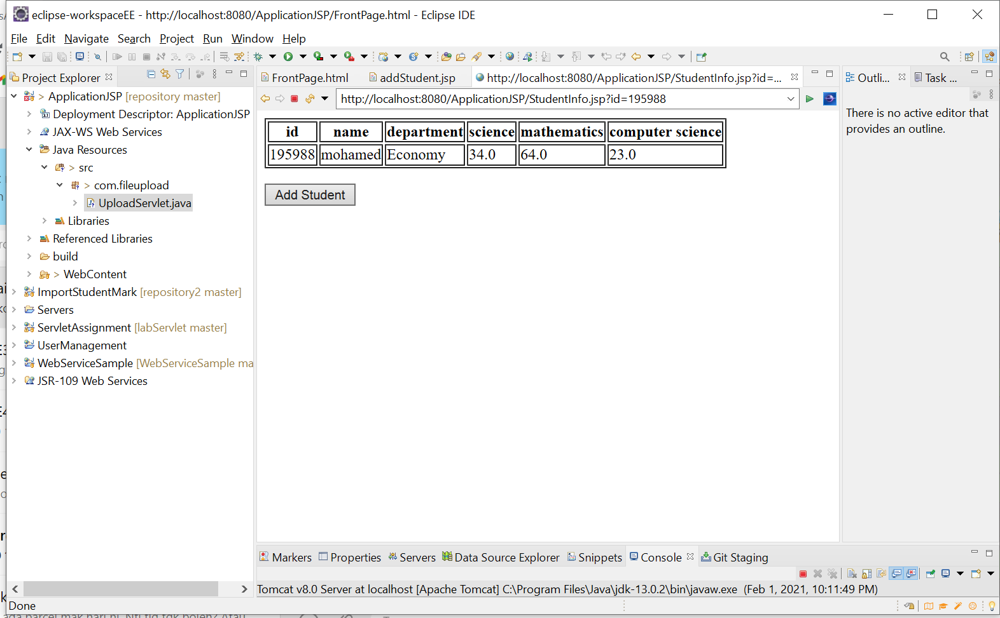 eclipse-workspaceEE - http://localhost:8080/ApplicationJSP/FrontPage.html - Eclipse IDE
File Edit Navigate Search Project Run Window Help
Project Explorer
> ApplicationJSP [repository master]
Deployment Descriptor: ApplicationJSP
JAX-WS Web Services
Java Resources
> src
> com.fileupload
UploadServlet.java
Libraries
Referenced Libraries
build
> WebContent
ImportStudentMark [repository2 master]
Servers
ServletAssignment [labServlet master]
UserManagement
WebServiceSample [WebServiceSample ma
JSR-109 Web Services
FrontPage.html addStudent.jsp http://localhost:8080/ApplicationJSP/StudentInfo.jsp?id=...
http://localhost:8080/ApplicationJSP/StudentInfo.jsp?id=195988
id name department science mathematics computer science
195988 mohamed Economy 34.0 64.0 23.0
Add Student
Outli... Task ...
There is no active editor that
provides an outline.
Markers Properties Servers Data Source Explorer Snippets Console Git Staging
Tomcat v8.0 Server at localhost [Apache Tomcat] C:\Program Files\Java\jdk-13.0.2\bin\javaw.exe (Feb 1, 2021, 10:11:49 PM)
Done